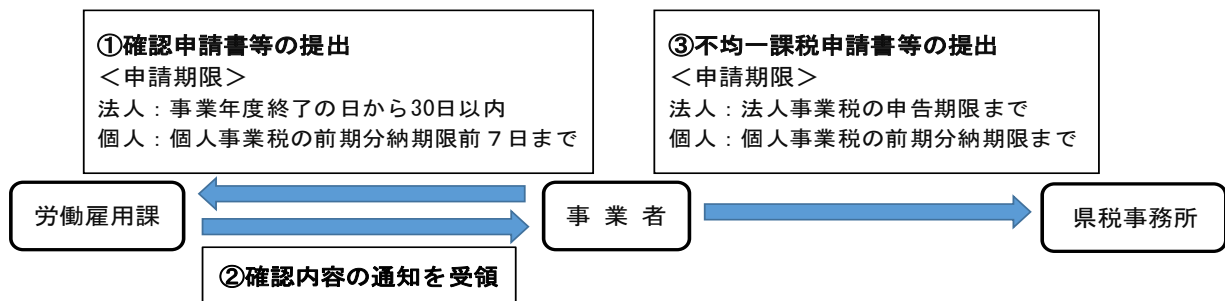 ①確認申請書等の提出
＜申請期限＞
法人：事業年度終了の日から30日以内
個人：個人事業税の前期分納期限前７日まで
③不均一課税申請書等の提出
＜申請期限＞
法人：法人事業税の申告期限まで
個人：個人事業税の前期分納期限まで
労働雇用課
事 業 者
県税事務所
②確認内容の通知を受領